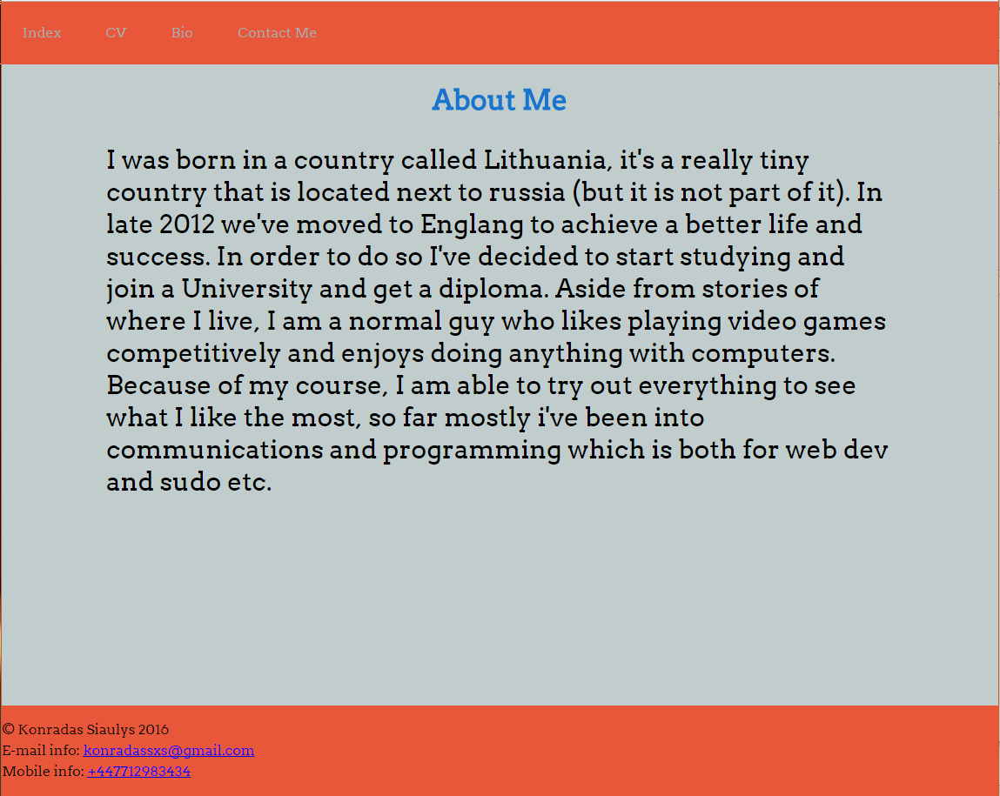 Index CV Bio Contact Me
About Me
I was born in a country called Lithuania, it's a really tiny
country that is located next to russia (but it is not part of it). In
late 2012 we've moved to Englang to achieve a better life and
success. In order to do so I've decided to start studying and
join a University and get a diploma. Aside from stories of
where I live, I am a normal guy who likes playing video games
competitively and enjoys doing anything with computers.
Because of my course, I am able to try out everything to see
what I like the most, so far mostly i've been into
communications and programming which is both for web dev
and sudo etc.
© Konradas Siaulys 2016
E-mail info: konradassxs@gmail.com
Mobile info: +447712983434